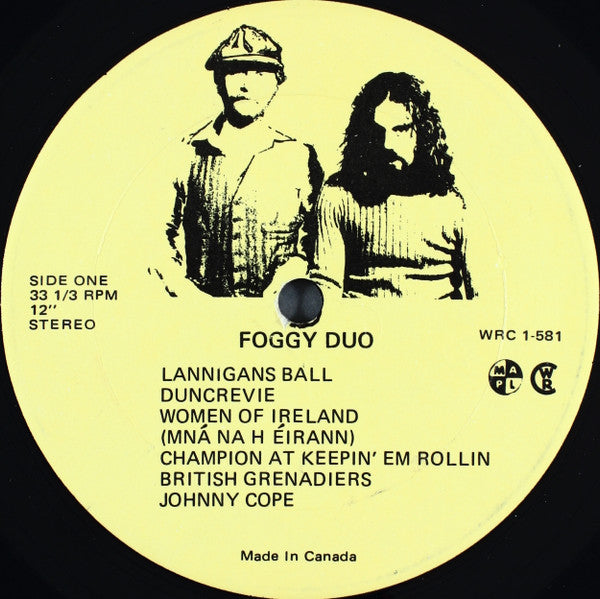 SIDE ONE
33 1/3 RPM
12"
STEREO
FOGGY DUO
WRC 1-581
M A P L
C W R
LANNIGANS BALL
DUNCREVIE
WOMEN OF IRELAND
(MNÁ NA H ÉIRANN)
CHAMPION AT KEEPIN' EM ROLLIN
BRITISH GRENADIERS
JOHNNY COPE
Made In Canada